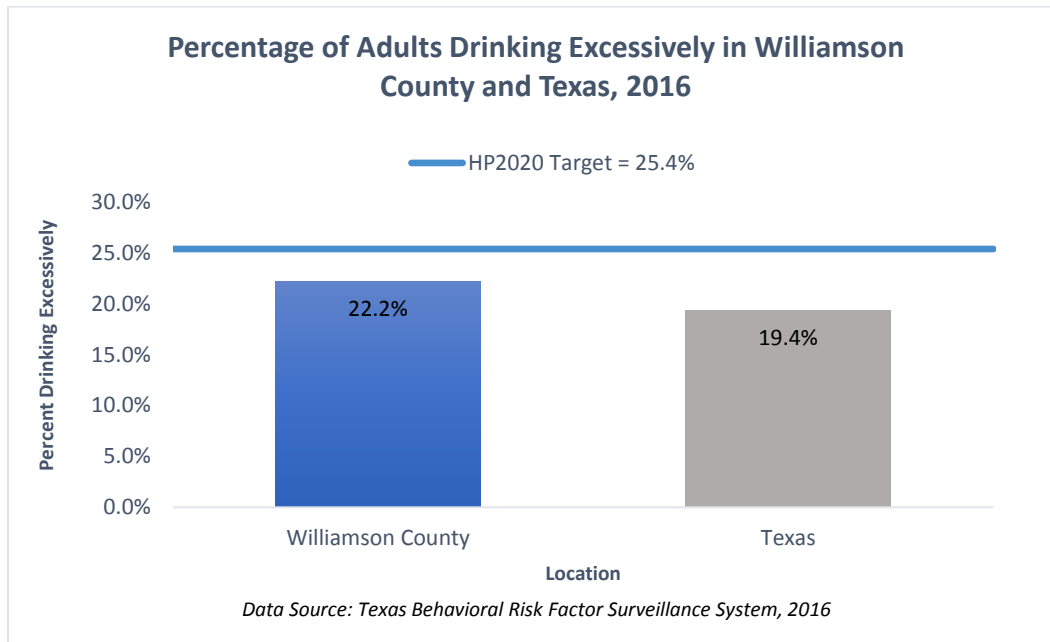 Percentage of Adults Drinking Excessively in Williamson
County and Texas, 2016
HP2020 Target = 25.4%
Percent Drinking Excessively
30.0%
25.0%
20.0%
15.0%
10.0%
5.0%
0.0%
22.2%
19.4%
Williamson County
Texas
Location
Data Source: Texas Behavioral Risk Factor Surveillance System, 2016